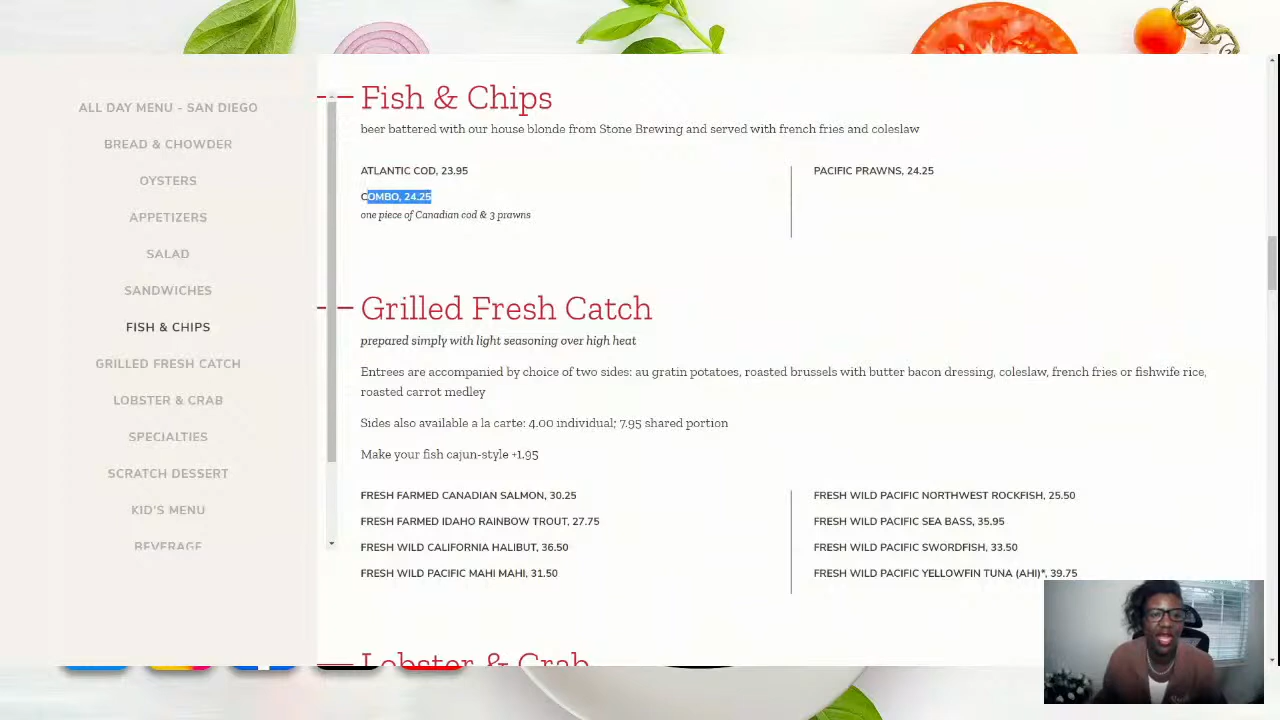 ALL DAY MENU - SAN DIEGO
BREAD & CHOWDER
OYSTERS
APPETIZERS
SALAD
SANDWICHES
FISH & CHIPS
GRILLED FRESH CATCH
LOBSTER & CRAB
SPECIALTIES
SCRATCH DESSERT
KID'S MENU
BEVERAGE
Fish & Chips
beer battered with our house blonde from Stone Brewing and served with french fries and coleslaw
ATLANTIC COD, 23.95
COMBO, 24.25
one piece of Canadian cod & 3 prawns
PACIFIC PRAWNS, 24.25
Grilled Fresh Catch
prepared simply with light seasoning over high heat
Entrees are accompanied by choice of two sides: au gratin potatoes, roasted brussels with butter bacon dressing, coleslaw, french fries or fishwife rice,
roasted carrot medley
Sides also available a la carte: 4.00 individual; 7.95 shared portion
Make your fish cajun-style +1.95
FRESH FARMED CANADIAN SALMON, 30.25
FRESH FARMED IDAHO RAINBOW TROUT, 27.75
FRESH WILD CALIFORNIA HALIBUT, 36.50
FRESH WILD PACIFIC MAHI MAHI, 31.50
FRESH WILD PACIFIC NORTHWEST ROCKFISH, 25.50
FRESH WILD PACIFIC SEA BASS, 35.95
FRESH WILD PACIFIC SWORDFISH, 33.50
FRESH WILD PACIFIC YELLOWFIN TUNA (AHI)*, 39.75
Lobster & Crab